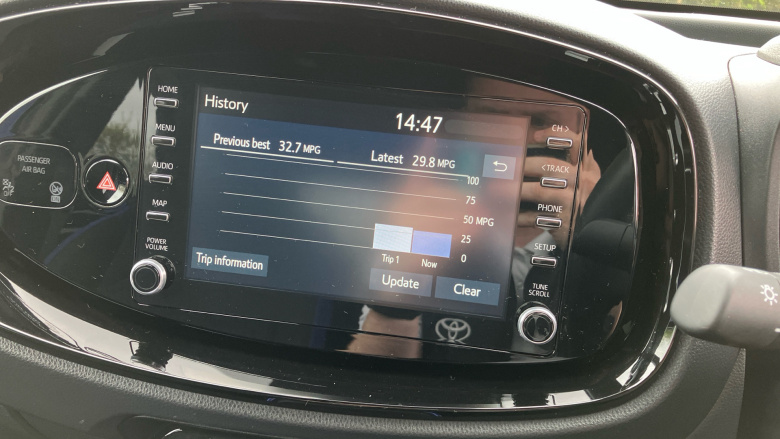 HOME
MENU
AUDIO
MAP
POWER
VOLUME
PASSENGER
AIR BAG
History
14:47
Previous best 32.7 MPG
Latest 29.8 MPG
100
75
50 MPG
25
0
Trip 1
Now
Trip information
Update
Clear
CH >
< TRACK
PHONE
SETUP
TUNE
SCROLL